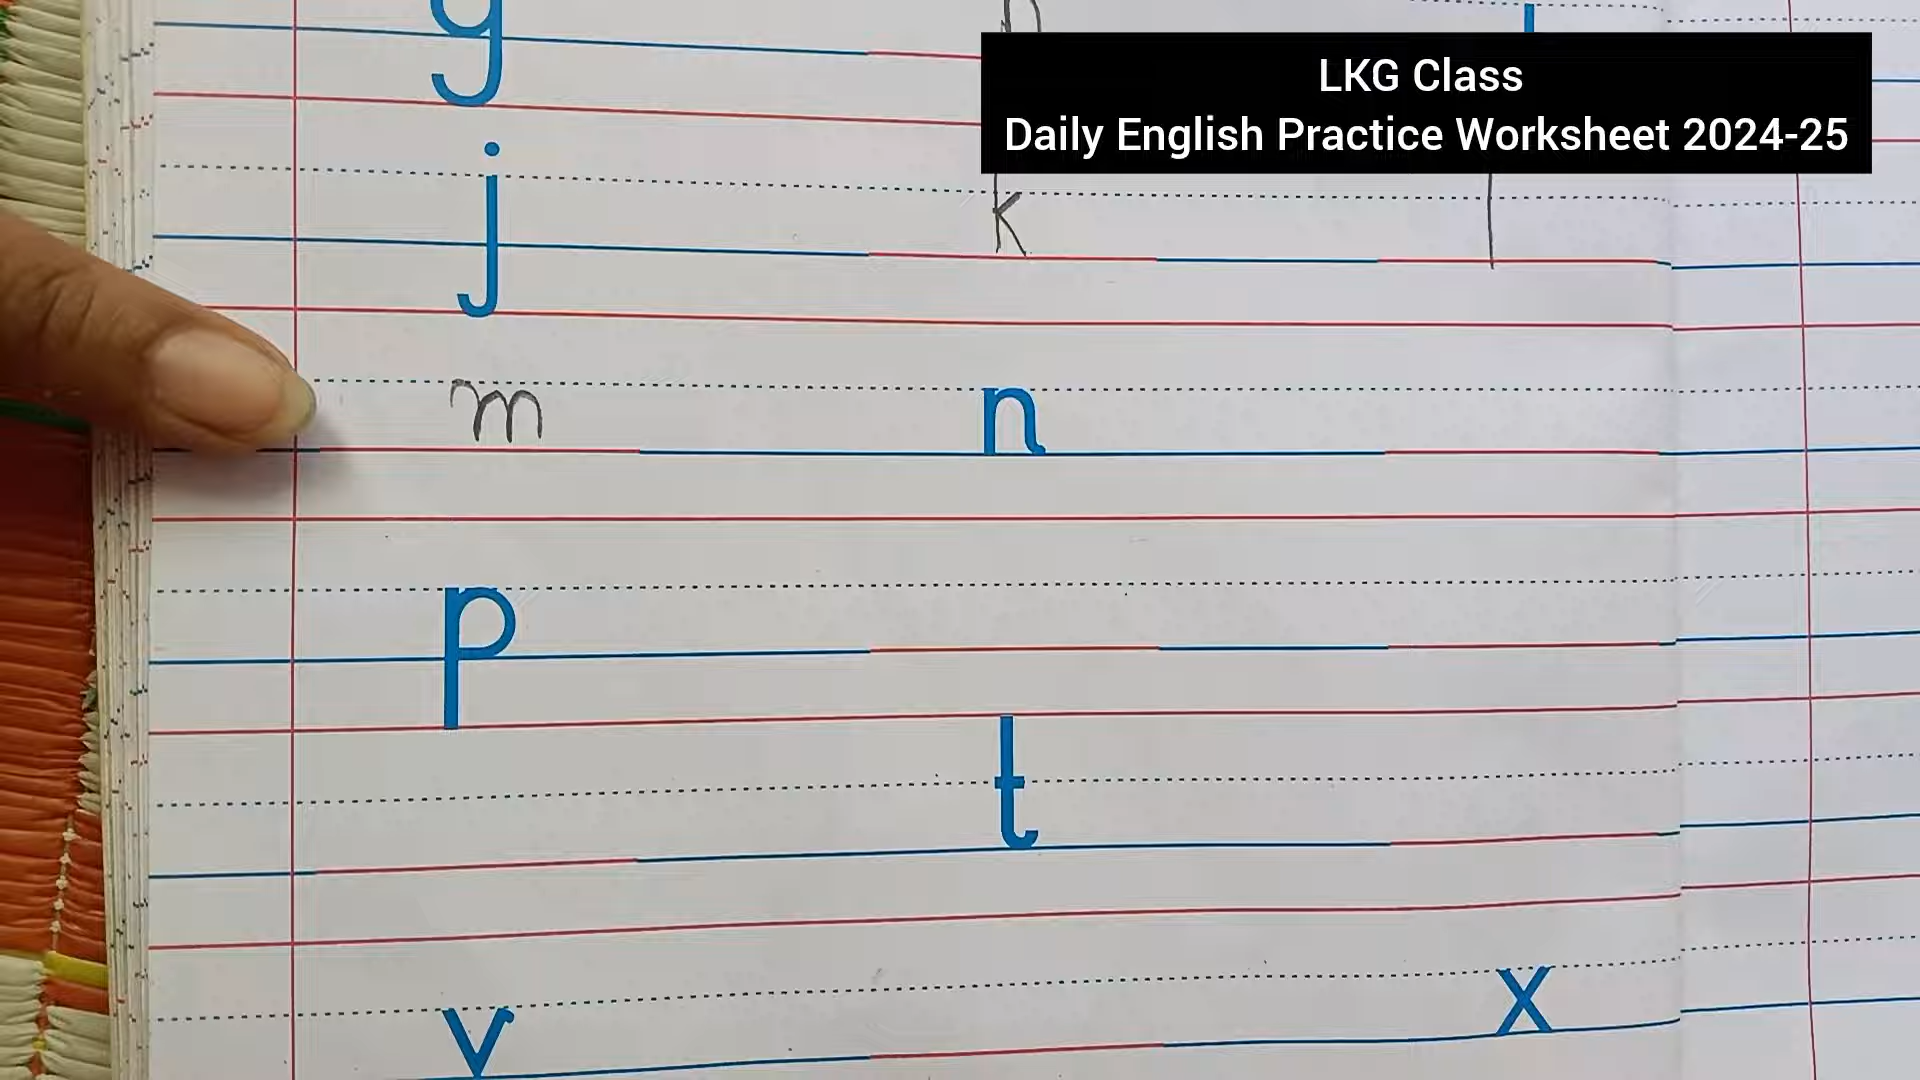 LKG Class
Daily English Practice Worksheet 2024-25
g
j k l
m n
p
t
v x